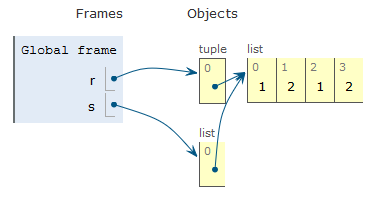 Frames Objects
Global frame
r
s
tuple
0
list
0 1 2 3
1 2 1 2
list
0